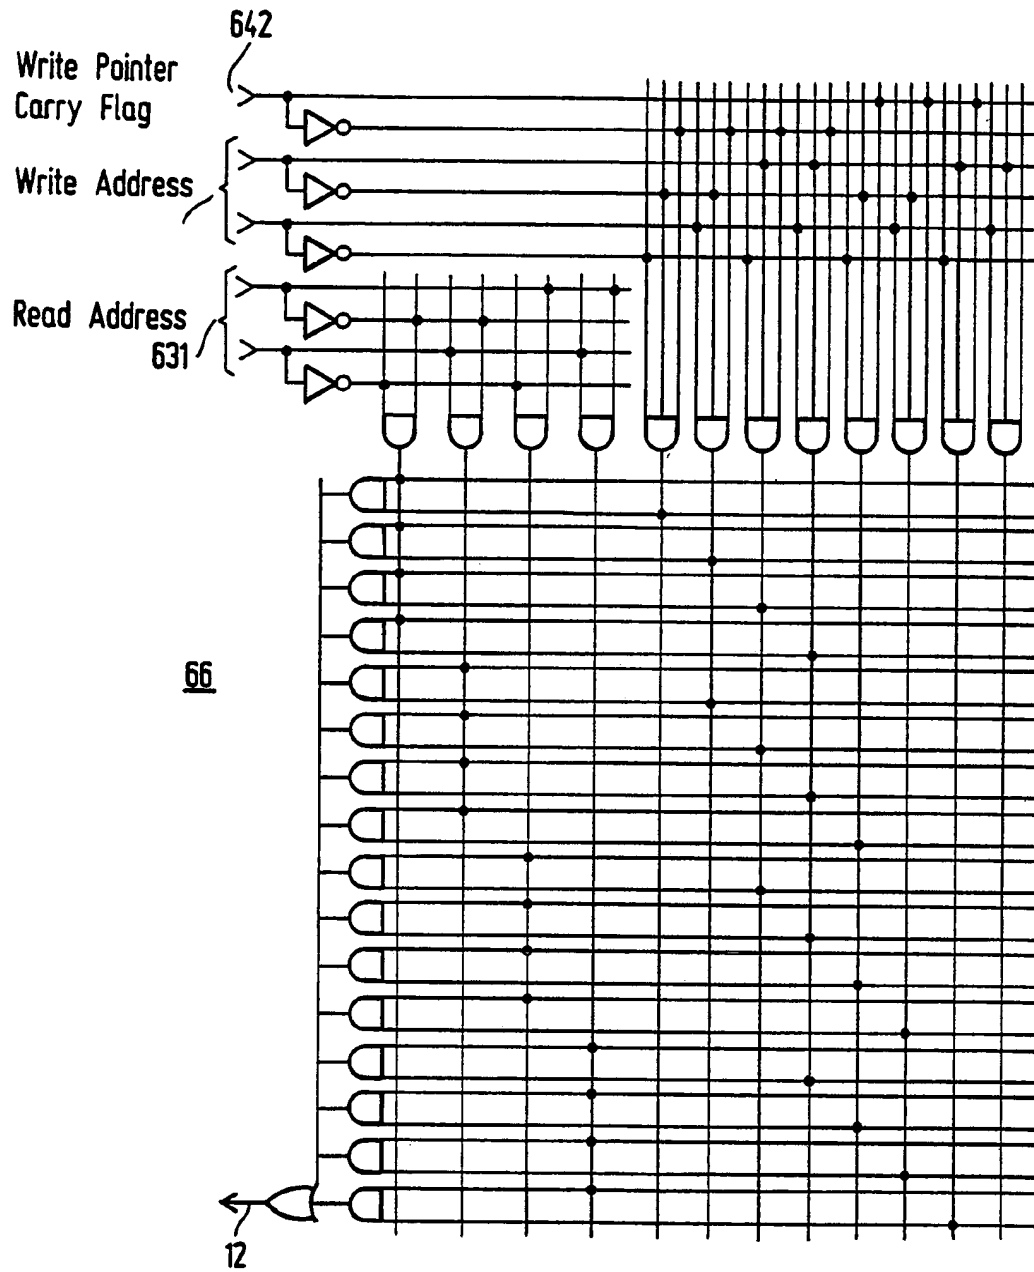 642
Write Pointer
Carry Flag
Write Address
Read Address
631
66
12